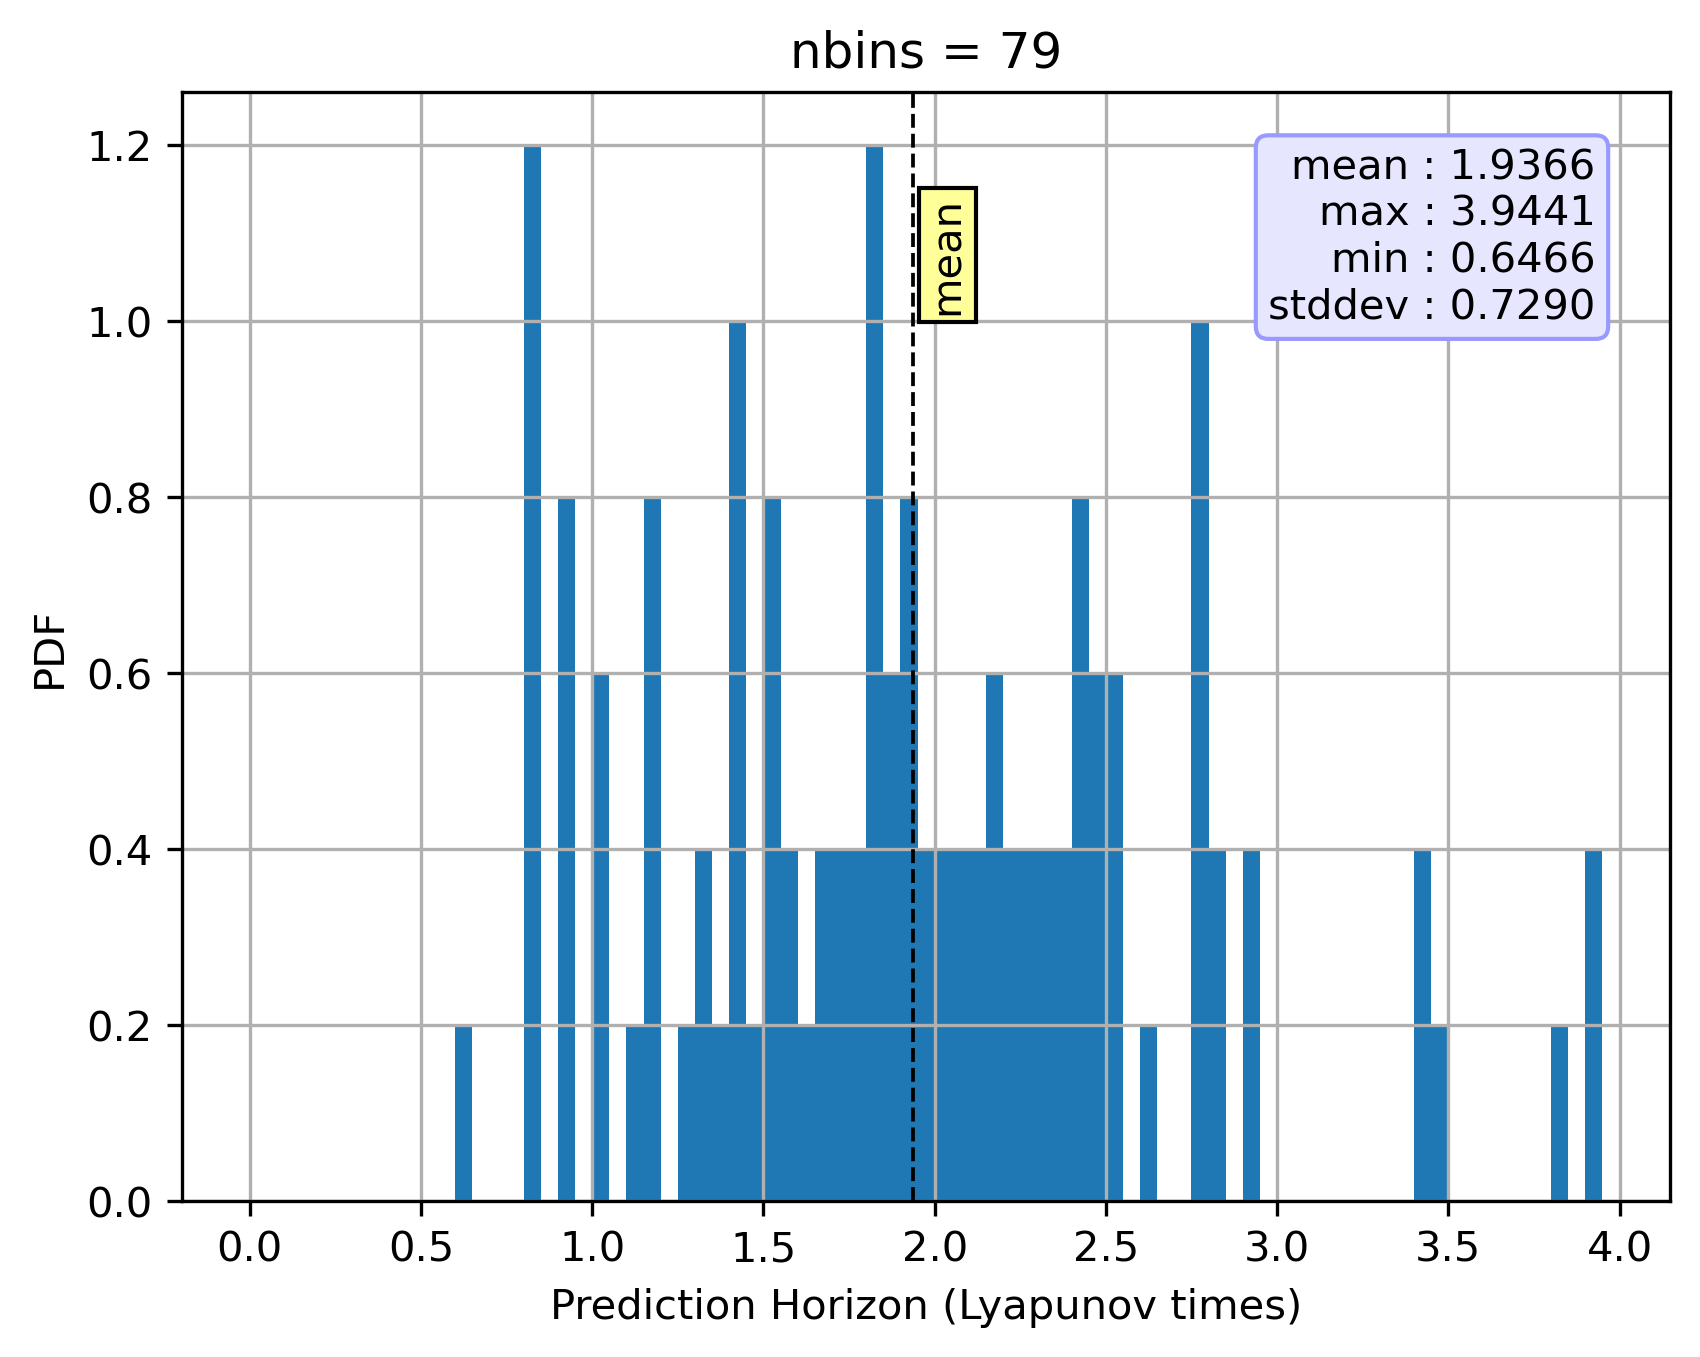 nbins = 79
1.2
1.0
0.8
0.6
0.4
0.2
0.0
PDF
mean
mean : 1.9366
max : 3.9441
min : 0.6466
stddev : 0.7290
0.0 0.5 1.0 1.5 2.0 2.5 3.0 3.5 4.0
Prediction Horizon (Lyapunov times)